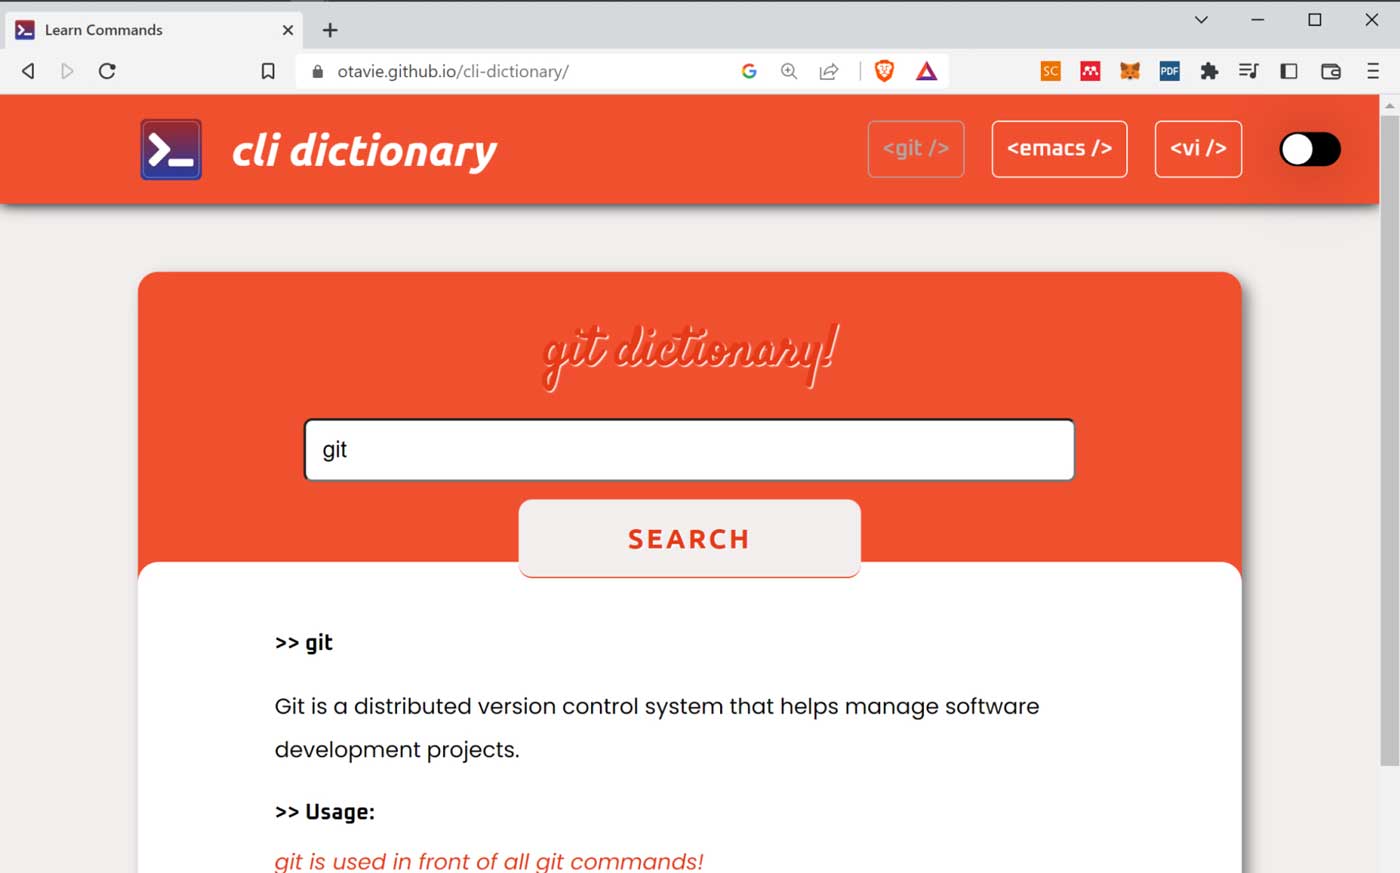 Learn Commands
otavie.github.io/cli-dictionary/
SC
PDF
cli dictionary
<git />
<emacs />
<vi />
git dictionary!
git
SEARCH
>> git
Git is a distributed version control system that helps manage software
development projects.
>> Usage:
git is used in front of all git commands!